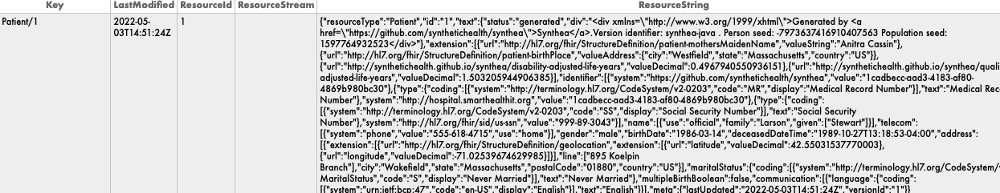 Key LastModified ResourceId ResourceStream ResourceString
Patient/1 2022-05-03T14:51:24Z 1
{"resourceType":"Patient","id":"1","text":{"status":"generated","div":"<div xmlns=\"http://www.w3.org/1999/xhtml\">Generated by <a
href=\"https://github.com/synthetichealth/synthea\">Synthea</a>.Version identifier: synthea-java . Person seed: -7973637416910407563 Population seed:
1597764932523</div>"},"extension":[{"url":"http://hl7.org/fhir/StructureDefinition/patient-mothersMaidenName","valueString":"Anitra Cassin"},
{"url":"http://hl7.org/fhir/StructureDefinition/patient-birthPlace","valueAddress":{"city":"Westfield","state":"Massachusetts","country":"US"}},
{"url":"http://synthetichealth.github.io/synthea/disability-adjusted-life-years","valueDecimal":0.4967940550936151},{"url":"http://synthetichealth.github.io/synthea/quali
adjusted-life-years","valueDecimal":1.503205944906385}],"identifier":[{"system":"https://github.com/synthetichealth/synthea","value":"1cadbecc-aad3-4183-af80-
4869b980bc30"},{"type":{"coding":[{"system":"http://terminology.hl7.org/CodeSystem/v2-0203","code":"MR","display":"Medical Record Number"}],"text":"Medical Reco
Number"},"system":"http://hospital.smarthealthit.org","value":"1cadbecc-aad3-4183-af80-4869b980bc30"},{"type":{"coding":
[{"system":"http://terminology.hl7.org/CodeSystem/v2-0203","code":"SS","display":"Social Security Number"}],"text":"Social Security
Number"},"system":"http://hl7.org/fhir/sid/us-ssn","value":"999-89-3043"}],"name":[{"use":"official","family":"Larson","given":["Stewart"]}],"telecom":
[{"system":"phone","value":"555-618-4715","use":"home"}],"gender":"male","birthDate":"1986-03-14","deceasedDateTime":"1989-10-27T13:18:53-04:00","address":
[{"extension":[{"url":"http://hl7.org/fhir/StructureDefinition/geolocation","extension":[{"url":"latitude","valueDecimal":42.55031537770003},
{"url":"longitude","valueDecimal":-71.02539674629985}]}],"line":["895 Koelpin
Branch"],"city":"Wakefield","state":"Massachusetts","postalCode":"01880","country":"US"}],"maritalStatus":{"coding":[{"system":"http://terminology.hl7.org/CodeSystem/v
MaritalStatus","code":"S","display":"Never Married"}],"text":"Never Married"},"multipleBirthBoolean":false,"communication":[{"language":{"coding":
[{"system":"urn:ietf:bcp:47","code":"en-US","display":"English"}],"text":"English"}}],"meta":{"lastUpdated":"2022-05-03T14:51:24Z","versionId":"1"}}